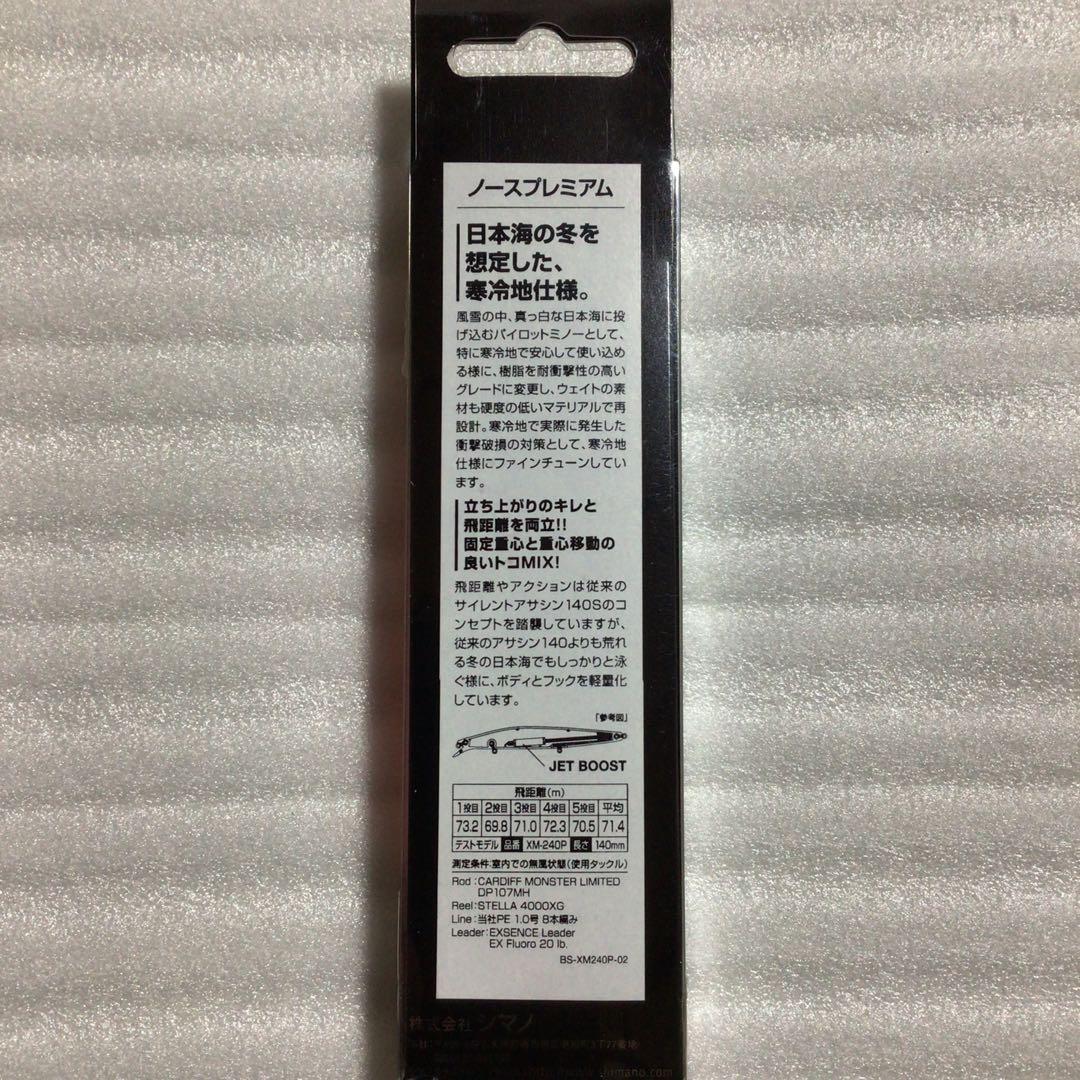 ノースプレミアム
日本海の冬を
想定した、
寒冷地仕様。
風雪の中、真っ白な日本海に投
げ込むパイロットミノーとして、
特に寒冷地で安心して使い込め
る様に、樹脂を耐衝撃性の高い
グレードに変更し、ウェイトの素
材も硬度の低いマテリアルで再
設計。寒冷地で実際に発生した
衝撃破損の対策として、寒冷地
仕様にファインチューンしてい
ます。
立ち上がりのキレと
飛距離を両立!!
固定重心と重心移動の
良いトコMIX!
飛距離やアクションは従来の
サイレントアサシン140Sのコ
ンセプトを踏襲していますが、
従来のアサシン140よりも荒れ
る冬の日本海でもしっかりと泳
ぐ様に、ボディとフックを軽量化
しています。
「参考図」
JET BOOST
飛距離(m)
1投目 2投目 3投目 4投目 5投目 平均
73.2 69.8 71.0 72.3 70.5 71.4
テストモデル 品番 XM-240P 長さ 140mm
測定条件:室内での無風状態(使用タックル)
Rod:CARDIFF MONSTER LIMITED
DP107MH
Reel:STELLA 4000XG
Line:当社PE 1.0号 8本編み
Leader:EXSENCE Leader
EX Fluoro 20 lb.
BS-XM240P-02
株式会社 シマノ